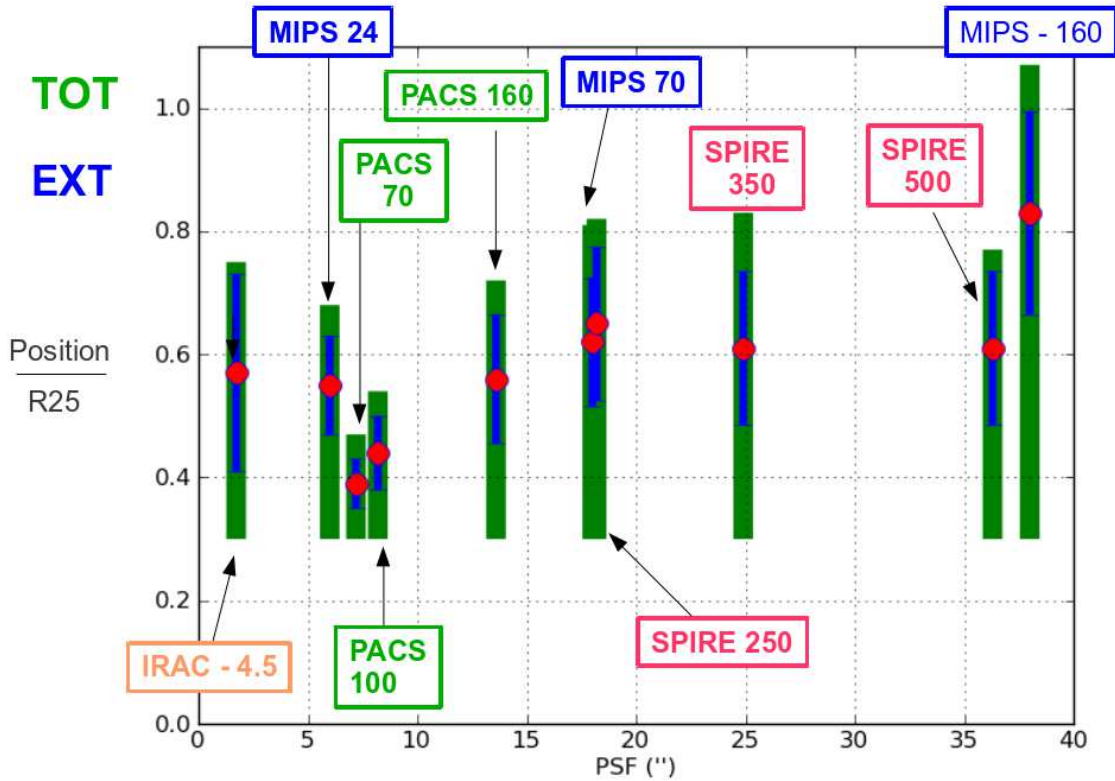 MIPS 24
MIPS - 160
TOT
PACS 160
MIPS 70
EXT
PACS
70
SPIRE
350
SPIRE
500
Position
R25
IRAC - 4.5
PACS
100
SPIRE 250
1.0
0.8
0.6
0.4
0.2
0.0
0
5
10
15
20
25
30
35
40
PSF ('')